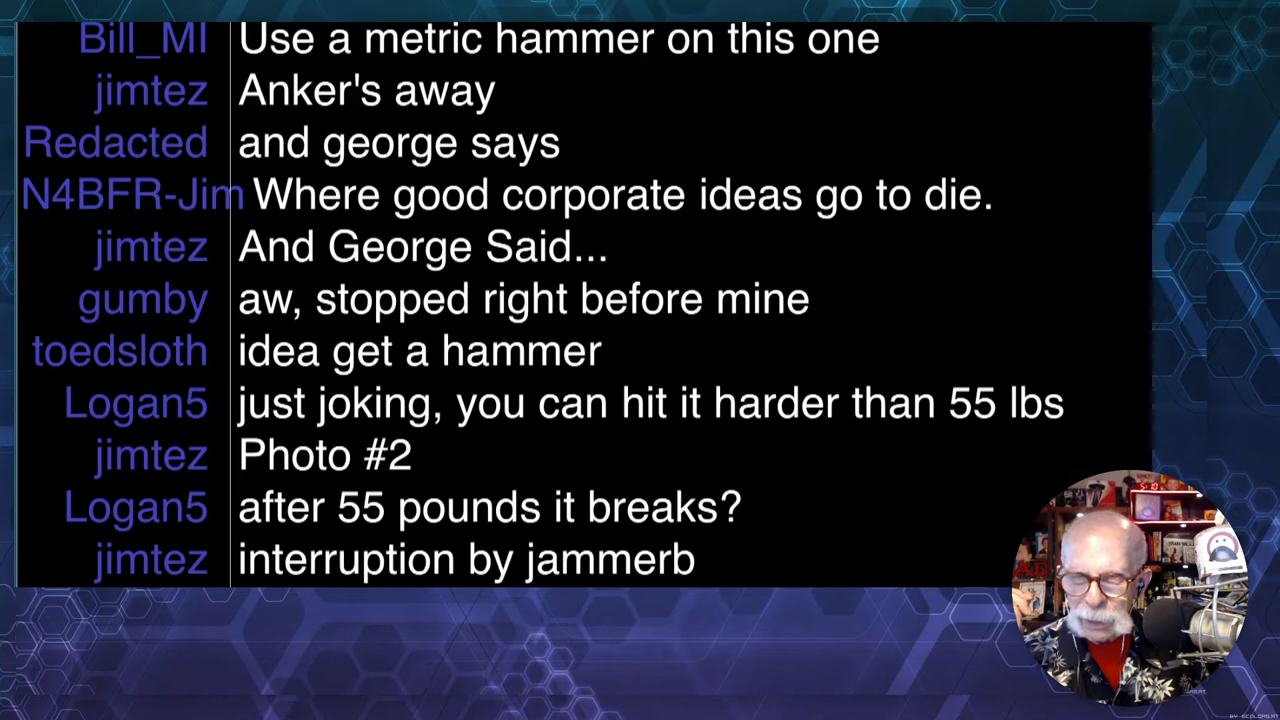 Bill_MI Use a metric hammer on this one
jimtez Anker's away
Redacted and george says
N4BFR-Jim Where good corporate ideas go to die.
jimtez And George Said...
gumby aw, stopped right before mine
toedsloth idea get a hammer
Logan5 just joking, you can hit it harder than 55 lbs
jimtez Photo #2
Logan5 after 55 pounds it breaks?
jimtez interruption by jammerb